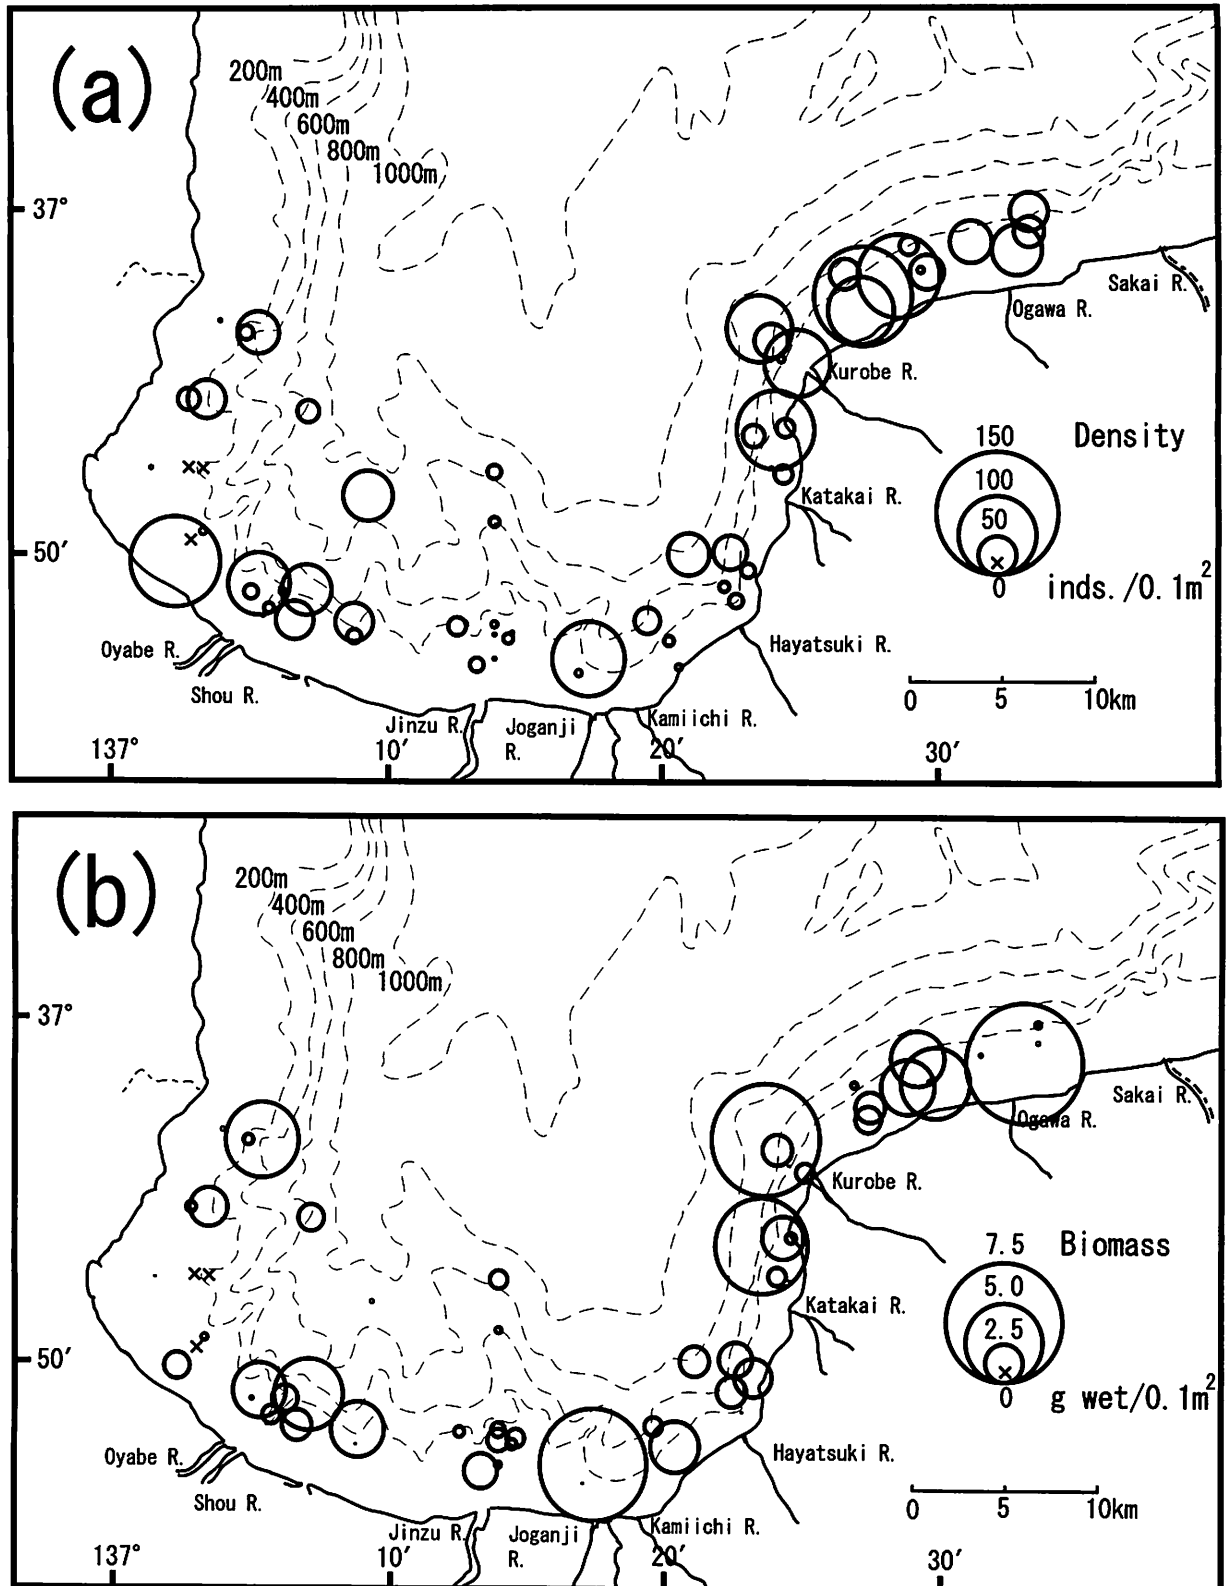 (a)
200m
400m
600m
800m
1000m
37°
Sakai R.
Ogawa R.
Kurobe R.
150 Density
100
50
Katakai R.
50′
0 inds./0.1m²
Oyabe R.
Hayatsuki R.
Shou R.
0 5 10km
Jinzu R.
Joganji
R.
Kamiichi R.
137° 10′ 20′ 30′
(b)
200m
400m
600m
800m
1000m
37°
Sakai R.
Ogawa R.
Kurobe R.
7.5 Biomass
5.0
Katakai R.
2.5
50′
0 g wet/0.1m²
Oyabe R.
Hayatsuki R.
Shou R.
0 5 10km
Jinzu R.
Joganji
R.
Kamiichi R.
137° 10′ 20′ 30′